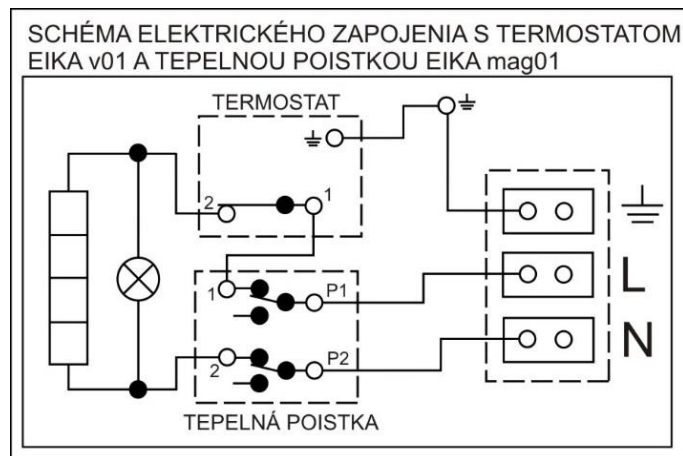 SCHÉMA ELEKTRICKÉHO ZAPOJENIA S TERMOSTATOM
EIKA v01 A TEPELNOU POISTKOU EIKA mag01
TERMOSTAT
2
1
1
P1
L
2
P2
N
TEPELNÁ POISTKA